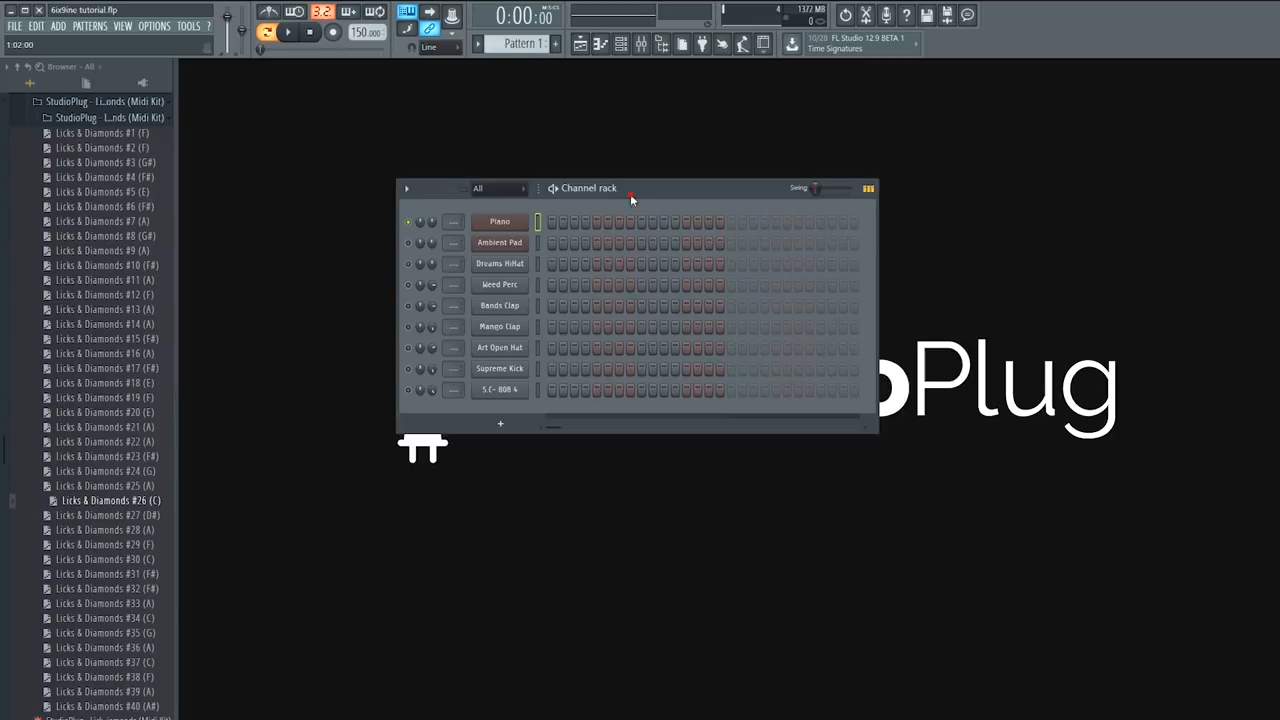 6ix9ine tutorial.flp
FILE EDIT ADD PATTERNS VIEW OPTIONS TOOLS ?
1:02:00
3.2
150.000
Line
0:00:00
M:S:CS
Pattern 1
4
1372 MB
0
10/28 FL Studio 12.9 BETA 1
Time Signatures
Browser - All
StudioPlug - Li..onds (Midi Kit)
StudioPlug - L...nds (Midi Kit)
Licks & Diamonds #1 (F)
Licks & Diamonds #2 (F)
Licks & Diamonds #3 (G#)
Licks & Diamonds #4 (F#)
Licks & Diamonds #5 (E)
Licks & Diamonds #6 (F#)
Licks & Diamonds #7 (A)
Licks & Diamonds #8 (G#)
Licks & Diamonds #9 (A)
Licks & Diamonds #10 (F#)
Licks & Diamonds #11 (A)
Licks & Diamonds #12 (F)
Licks & Diamonds #13 (A)
Licks & Diamonds #14 (A)
Licks & Diamonds #15 (F#)
Licks & Diamonds #16 (A)
Licks & Diamonds #17 (F#)
Licks & Diamonds #18 (E)
Licks & Diamonds #19 (F)
Licks & Diamonds #20 (E)
Licks & Diamonds #21 (A)
Licks & Diamonds #22 (A)
Licks & Diamonds #23 (F#)
Licks & Diamonds #24 (G)
Licks & Diamonds #25 (A)
Licks & Diamonds #26 (C)
Licks & Diamonds #27 (D#)
Licks & Diamonds #28 (A)
Licks & Diamonds #29 (F)
Licks & Diamonds #30 (C)
Licks & Diamonds #31 (F#)
Licks & Diamonds #32 (F#)
Licks & Diamonds #33 (A)
Licks & Diamonds #34 (C)
Licks & Diamonds #35 (G)
Licks & Diamonds #36 (A)
Licks & Diamonds #37 (C)
Licks & Diamonds #38 (F)
Licks & Diamonds #39 (A)
Licks & Diamonds #40 (A#)
All
Channel rack
Swing
Piano
Ambient Pad
Dreams HiHat
Weed Perc
Bands Clap
Mango Clap
Art Open Hat
Supreme Kick
S.C- 808 4
+
oPlug